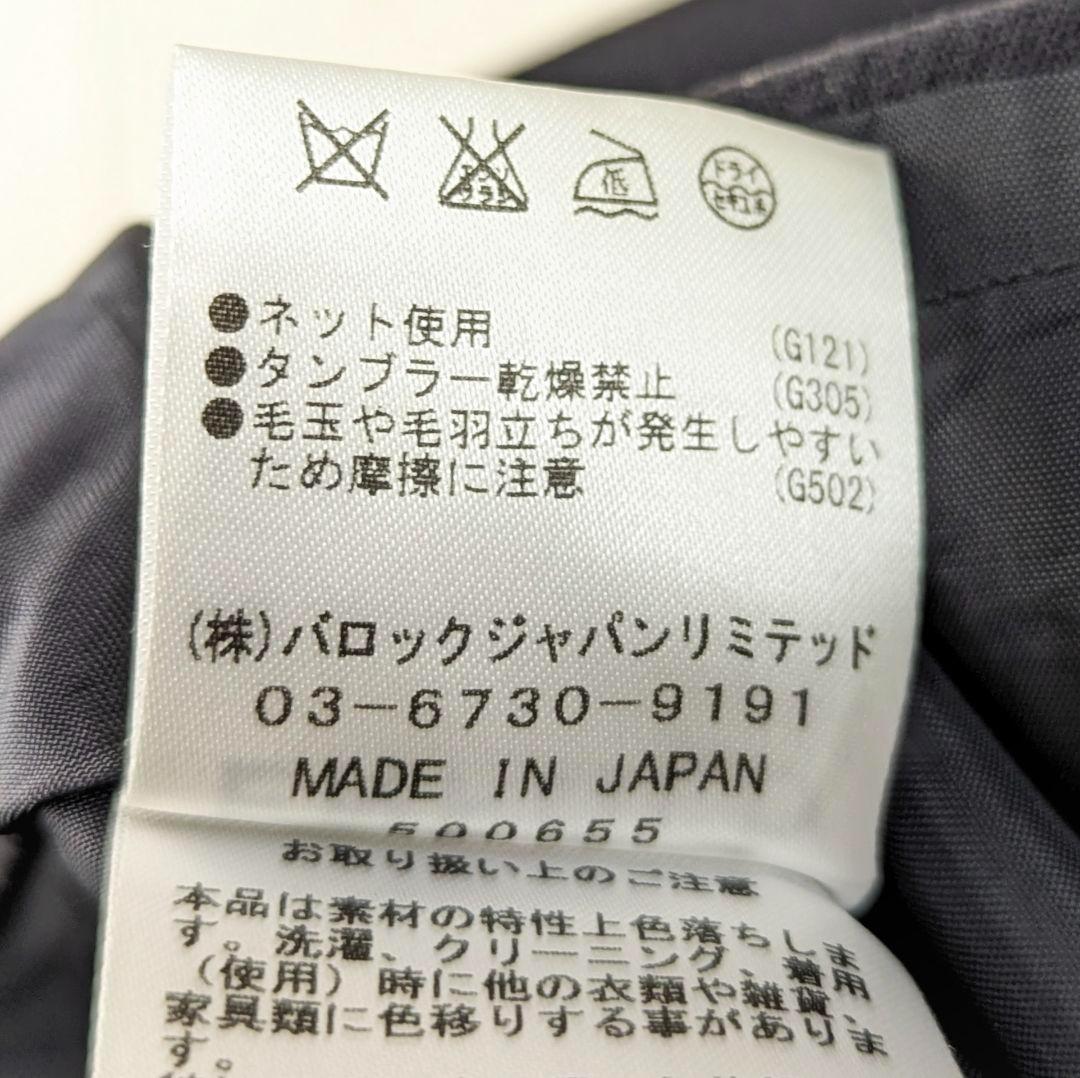 エンソ
サラシ
低
ドライ
セキユ系
●ネット使用 (G121)
●タンブラー乾燥禁止 (G305)
●毛玉や毛羽立ちが発生しやすい
ため摩擦に注意 (G502)
(株)バロックジャパンリミテッド
03-6730-9191
MADE IN JAPAN
500655
お取り扱い上のご注意
本品は素材の特性上色落ちしま
す。洗濯、クリーニング、着用
(使用)時に他の衣類や雑貨、
家具類に色移りする事がありま
す。